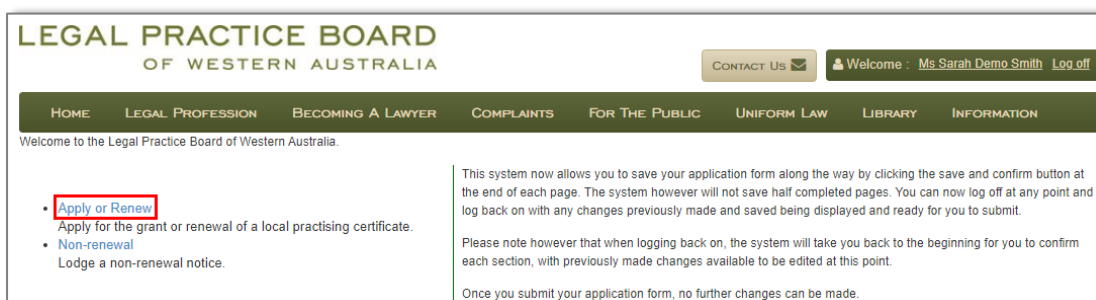 LEGAL PRACTICE BOARD
OF WESTERN AUSTRALIA
CONTACT US
Welcome : Ms Sarah Demo Smith Log off
HOME LEGAL PROFESSION BECOMING A LAWYER COMPLAINTS FOR THE PUBLIC UNIFORM LAW LIBRARY INFORMATION
Welcome to the Legal Practice Board of Western Australia.
• Apply or Renew
Apply for the grant or renewal of a local practising certificate.
• Non-renewal
Lodge a non-renewal notice.
This system now allows you to save your application form along the way by clicking the save and confirm button at
the end of each page. The system however will not save half completed pages. You can now log off at any point and
log back on with any changes previously made and saved being displayed and ready for you to submit.
Please note however that when logging back on, the system will take you back to the beginning for you to confirm
each section, with previously made changes available to be edited at this point.
Once you submit your application form, no further changes can be made.